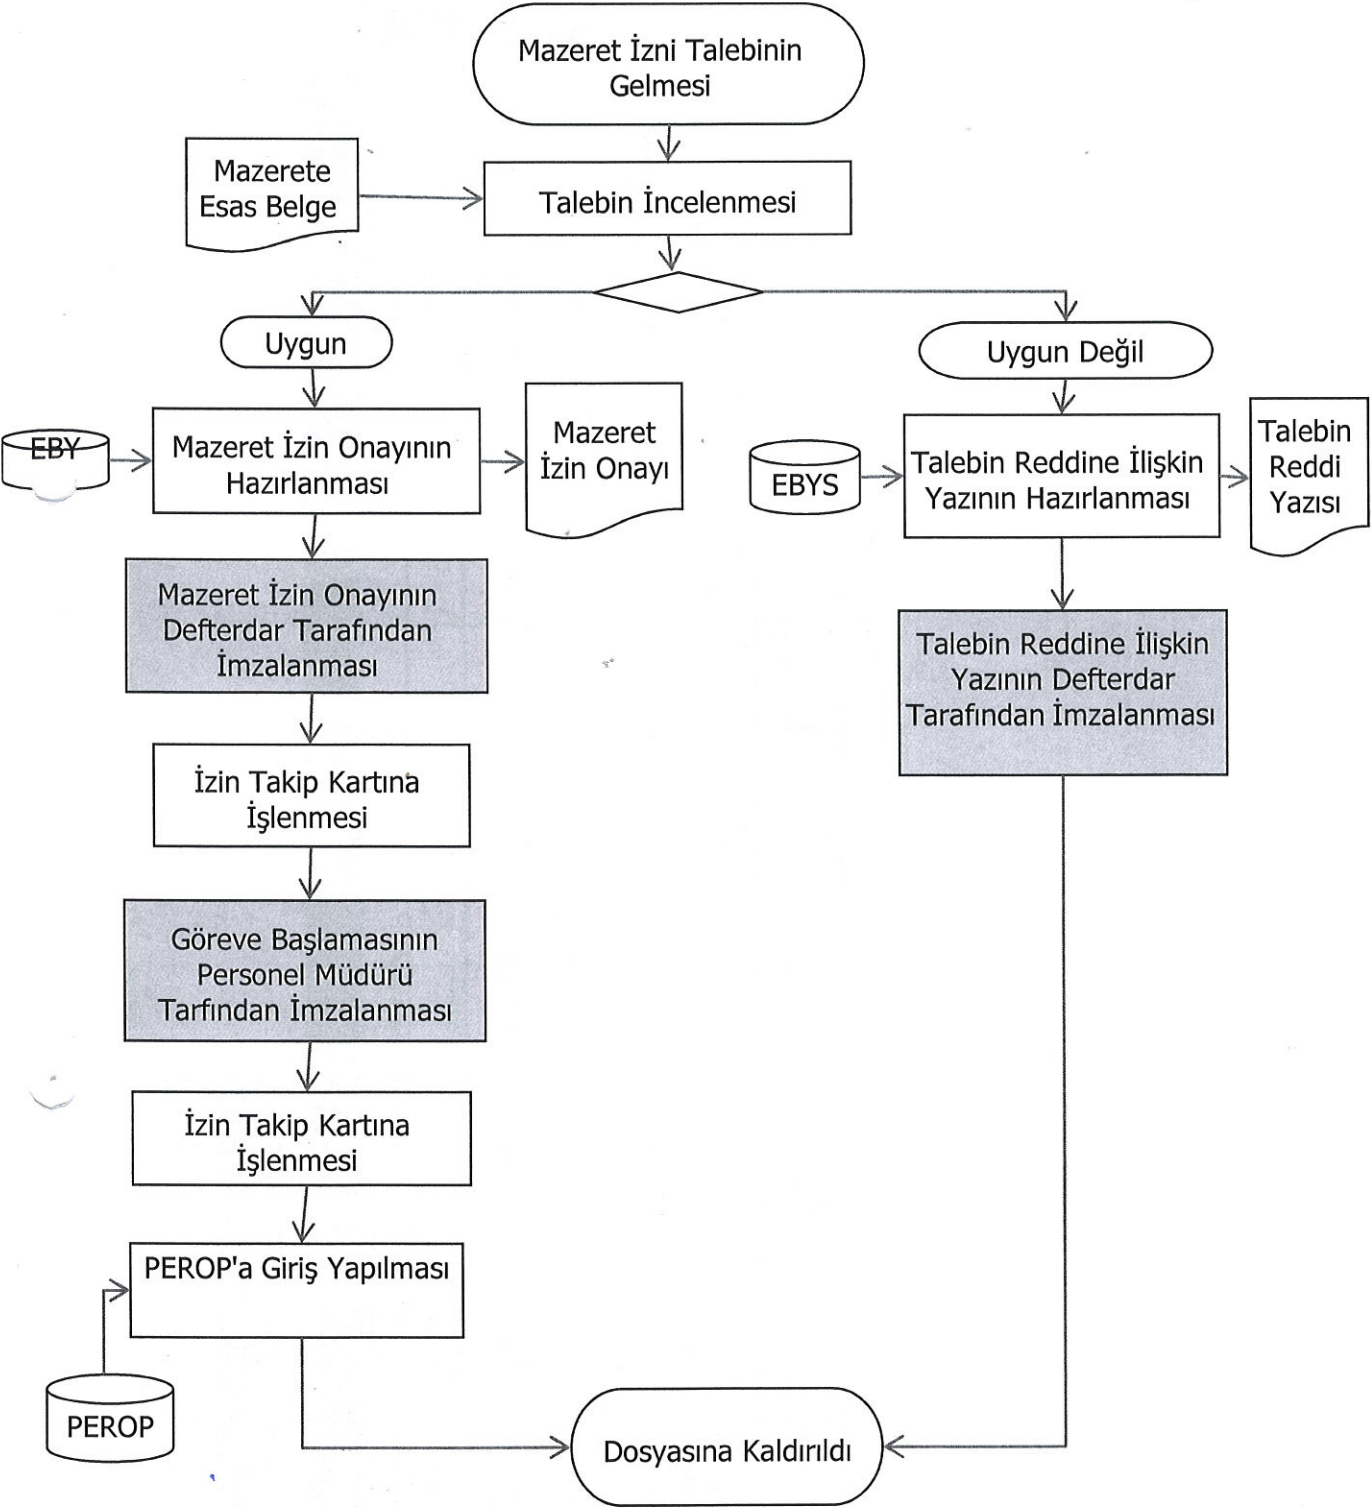 Mazeret İzni Talebinin
Gelmesi
Mazerete
Esas Belge
Talebin İncelenmesi
Uygun
Uygun Değil
EBY
Mazeret İzin Onayının
Hazırlanması
Mazeret
İzin Onayı
EBYS
Talebin Reddine İlişkin
Yazının Hazırlanması
Talebin
Reddi
Yazısı
Mazeret İzin Onayının
Defterdar Tarafından
İmzalanması
Talebin Reddine İlişkin
Yazının Defterdar
Tarafından İmzalanması
İzin Takip Kartına
İşlenmesi
Göreve Başlamasının
Personel Müdürü
Tarfından İmzalanması
İzin Takip Kartına
İşlenmesi
PEROP'a Giriş Yapılması
PEROP
Dosyasına Kaldırıldı